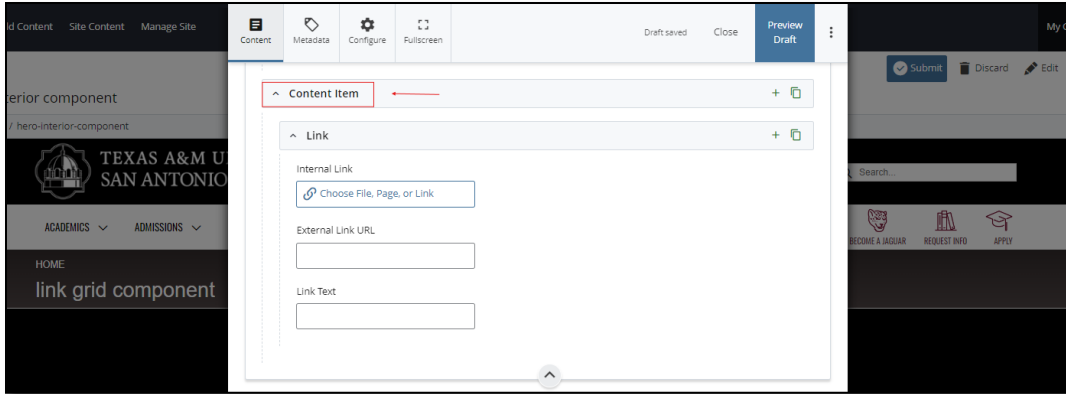 ld Content Site Content Manage Site
Content Metadata Configure Fullscreen Draft saved Close Preview Draft
My C
Submit Discard Edit
terior component
/ hero-interior-component
Content Item
Link
Internal Link
Choose File, Page, or Link
External Link URL
Link Text
TEXAS A&M U
SAN ANTONIO
Search...
ACADEMICS ADMISSIONS
BECOME A JAGUAR REQUEST INFO APPLY
HOME
link grid component